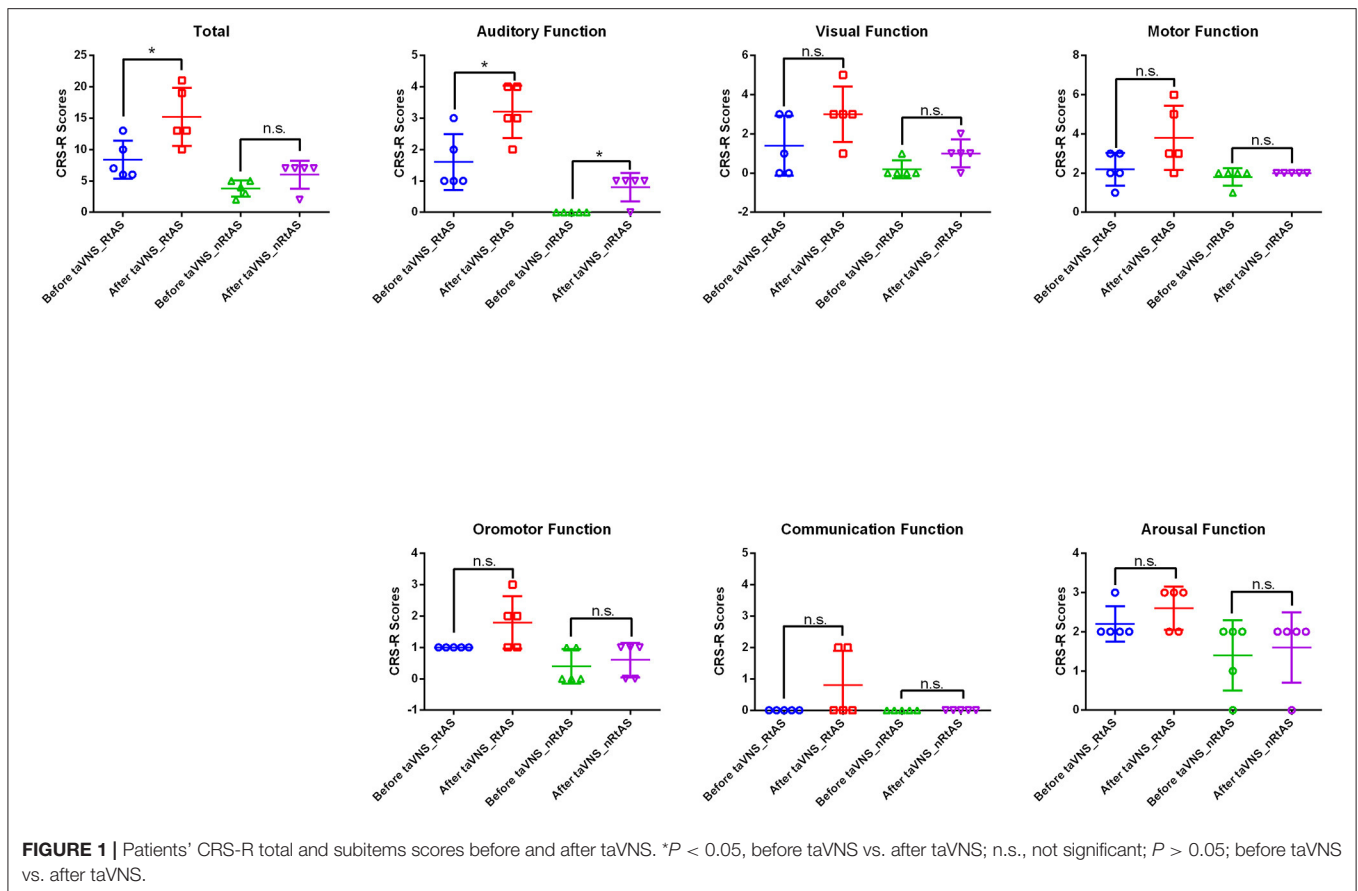 Total
CRS-R Scores
25
20
15
10
5
0
*
n.s.
Before taVNS_RtAS
After taVNS_RtAS
Before taVNS_nRtAS
After taVNS_nRtAS
Auditory Function
CRS-R Scores
5
4
3
2
1
0
*
*
Before taVNS_RtAS
After taVNS_RtAS
Before taVNS_nRtAS
After taVNS_nRtAS
Visual Function
CRS-R Scores
6
4
2
0
-2
n.s.
n.s.
Before taVNS_RtAS
After taVNS_RtAS
Before taVNS_nRtAS
After taVNS_nRtAS
Motor Function
CRS-R Scores
8
6
4
2
0
n.s.
n.s.
Before taVNS_RtAS
After taVNS_RtAS
Before taVNS_nRtAS
After taVNS_nRtAS
Oromotor Function
CRS-R Scores
4
3
2
1
0
-1
n.s.
n.s.
Before taVNS_RtAS
After taVNS_RtAS
Before taVNS_nRtAS
After taVNS_nRtAS
Communication Function
CRS-R Scores
5
4
3
2
1
0
n.s.
n.s.
Before taVNS_RtAS
After taVNS_RtAS
Before taVNS_nRtAS
After taVNS_nRtAS
Arousal Function
CRS-R Scores
4
3
2
1
0
n.s.
n.s.
Before taVNS_RtAS
After taVNS_RtAS
Before taVNS_nRtAS
After taVNS_nRtAS
FIGURE 1 | Patients' CRS-R total and subitems scores before and after taVNS. *P < 0.05, before taVNS vs. after taVNS; n.s., not significant; P > 0.05; before taVNS
vs. after taVNS.